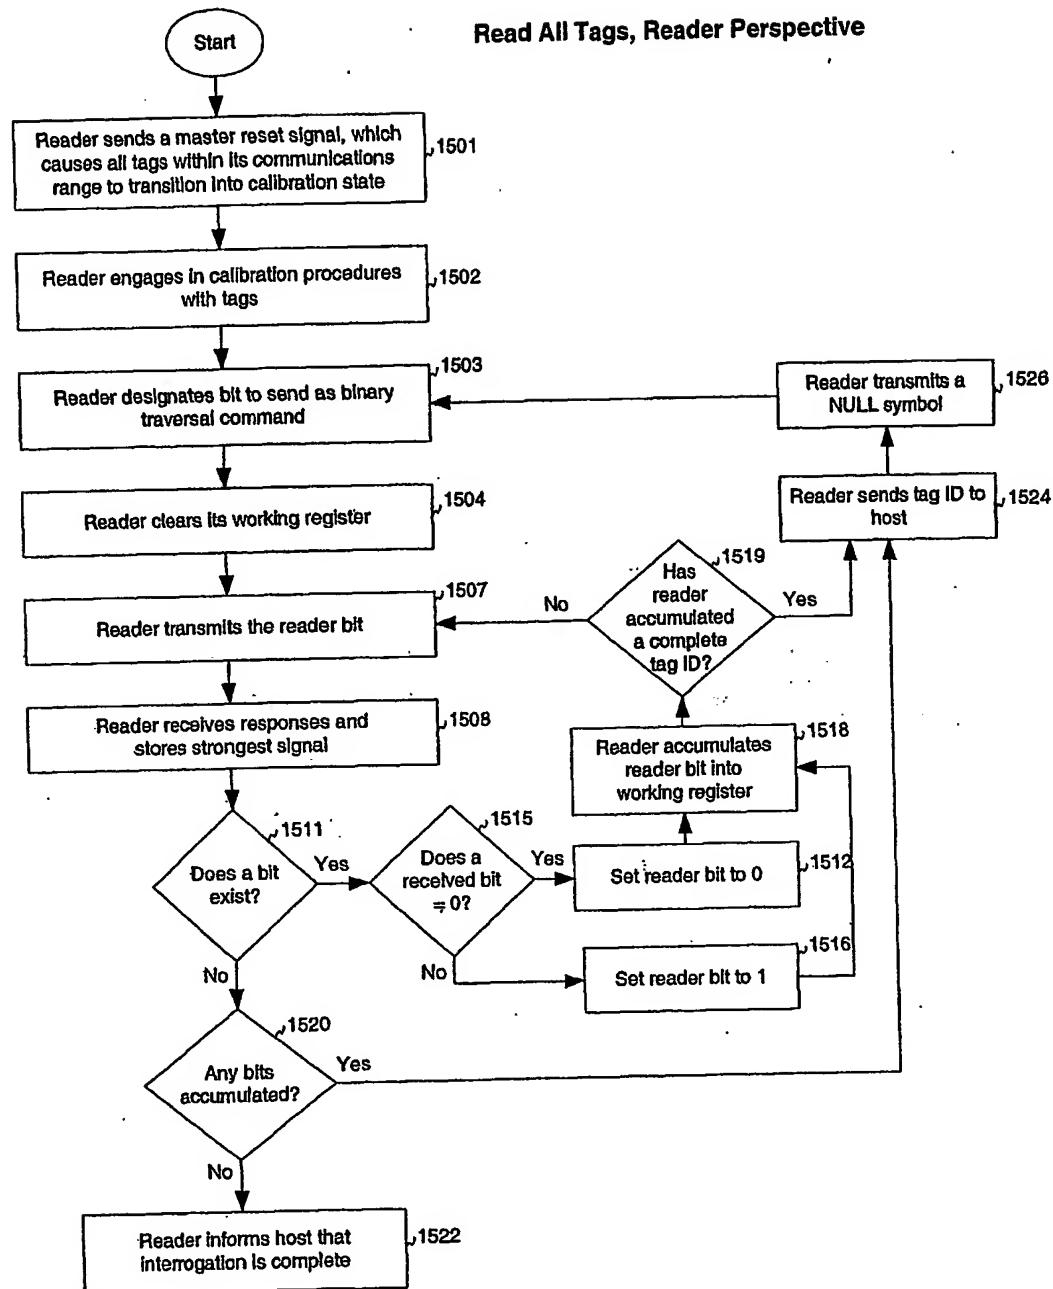 Read All Tags, Reader Perspective
Start
Reader sends a master reset signal, which
causes all tags within its communications
range to transition into calibration state
1501
Reader engages in calibration procedures
with tags
1502
1503
Reader designates bit to send as binary
traversal command
Reader transmits a
NULL symbol
1526
Reader clears its working register
1504
Reader sends tag ID to
host
1524
1519
Has
reader
accumulated
a complete
tag ID?
No
Yes
1507
Reader transmits the reader bit
Reader receives responses and
stores strongest signal
1508
Reader accumulates
reader bit into
working register
1518
1511
Does a bit
exist?
Yes
1515
Does a
received bit
= 0?
Yes
Set reader bit to 0
1512
No
No
Set reader bit to 1
1516
1520
Any bits
accumulated?
Yes
No
Reader informs host that
interrogation is complete
1522